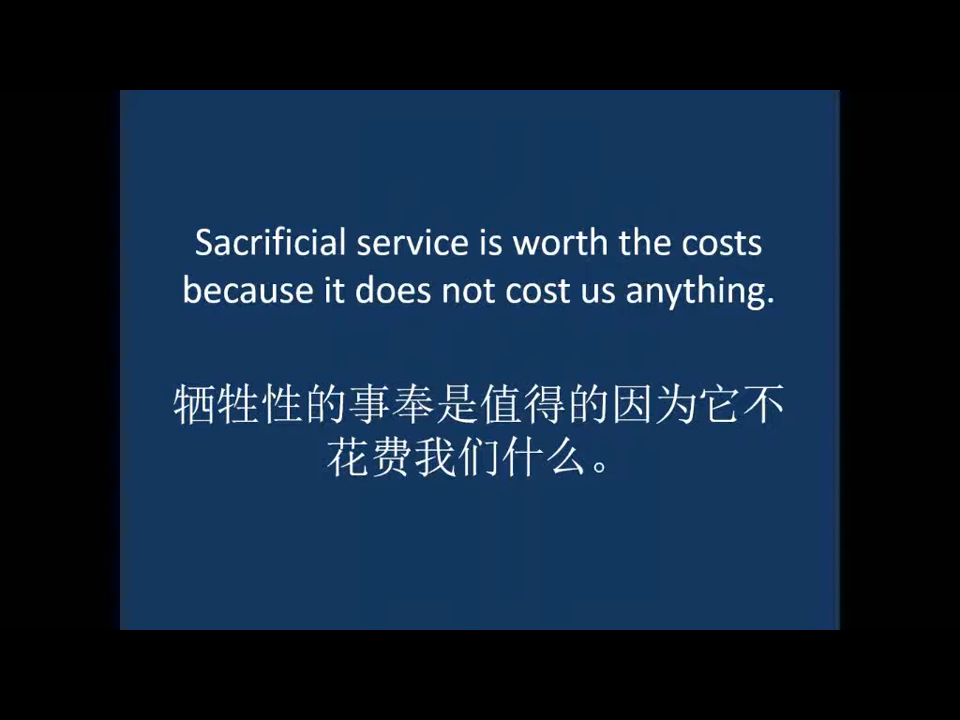 Sacrificial service is worth the costs
because it does not cost us anything.
牺牲性的事奉是值得的因为它不
花费我们什么。